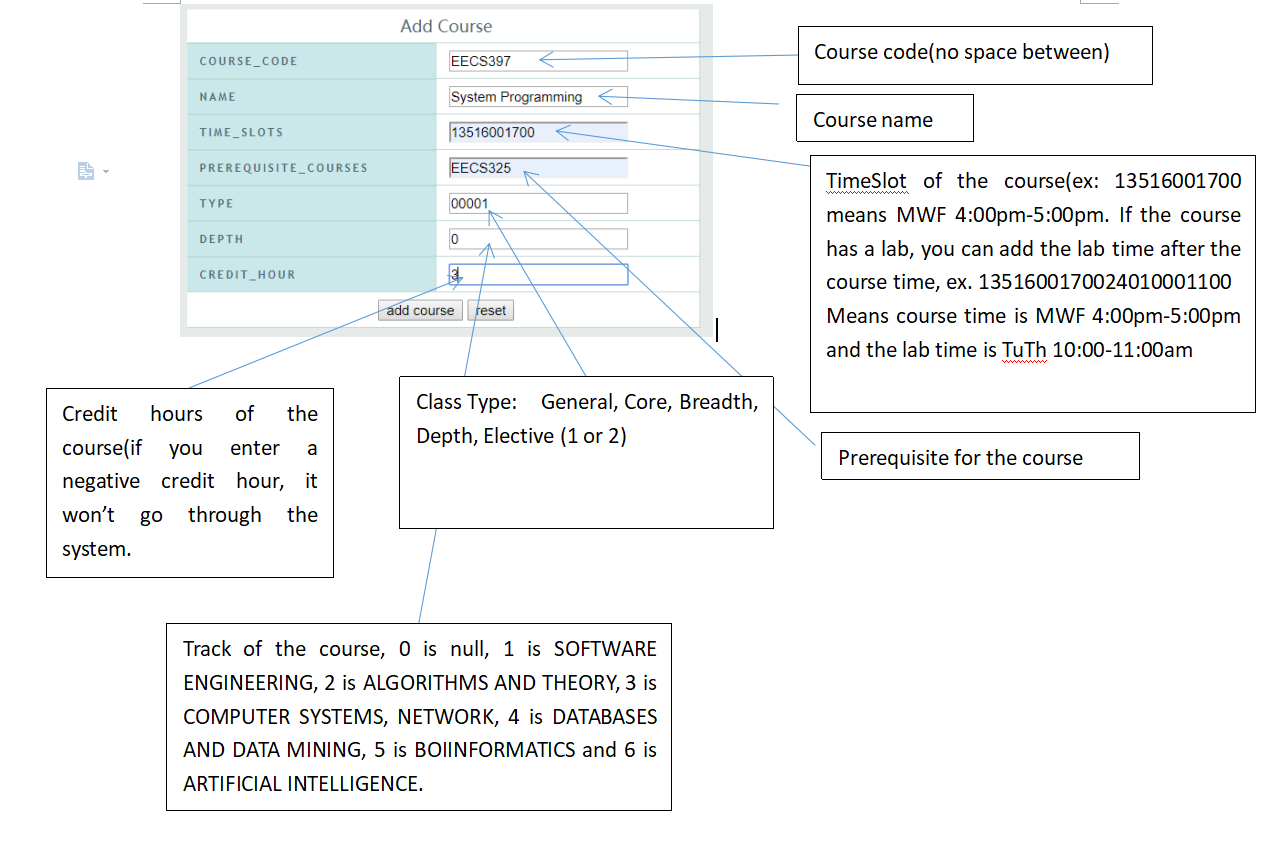 Add Course
COURSE_CODE EECS397
NAME System Programming
TIME_SLOTS 13516001700
PREREQUISITE_COURSES EECS325
TYPE 00001
DEPTH 0
CREDIT_HOUR 3
add course reset
Course code(no space between)
Course name
TimeSlot of the course(ex: 13516001700
means MWF 4:00pm-5:00pm. If the course
has a lab, you can add the lab time after the
course time, ex. 1351600170024010001100
Means course time is MWF 4:00pm-5:00pm
and the lab time is TuTh 10:00-11:00am
Prerequisite for the course
Class Type: General, Core, Breadth,
Depth, Elective (1 or 2)
Credit hours of the
course(if you enter a
negative credit hour, it
won’t go through the
system.
Track of the course, 0 is null, 1 is SOFTWARE
ENGINEERING, 2 is ALGORITHMS AND THEORY, 3 is
COMPUTER SYSTEMS, NETWORK, 4 is DATABASES
AND DATA MINING, 5 is BOIINFORMATICS and 6 is
ARTIFICIAL INTELLIGENCE.